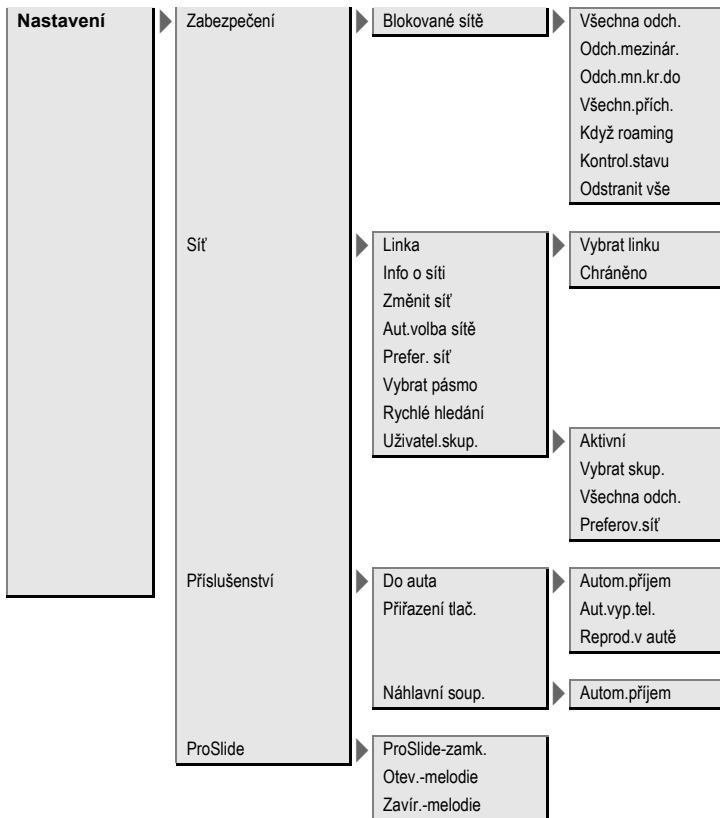 Nastavení
Zabezpečení
Blokované sítě
Všechna odch.
Odch.mezinár.
Odch.mn.kr.do
Všechn.přích.
Když roaming
Kontrol.stavu
Odstranit vše
Síť
Linka
Vybrat linku
Chráněno
Info o síti
Změnit síť
Aut.volba sítě
Prefer. síť
Vybrat pásmo
Rychlé hledání
Uživatel.skup.
Aktivní
Vybrat skup.
Všechna odch.
Preferov.síť
Příslušenství
Do auta
Autom.příjem
Aut.vyp.tel.
Reprod.v autě
Přiřazení tlač.
Náhlavní soup.
Autom.příjem
ProSlide
ProSlide-zamk.
Otev.-melodie
Zavír.-melodie